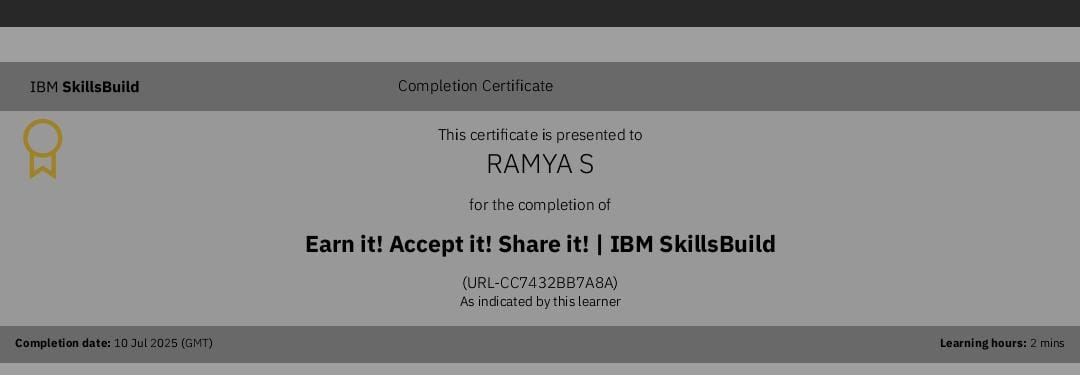 IBM SkillsBuild
Completion Certificate
This certificate is presented to
RAMYA S
for the completion of
Earn it! Accept it! Share it! | IBM SkillsBuild
(URL-CC7432BB7A8A)
As indicated by this learner
Completion date: 10 Jul 2025 (GMT)
Learning hours: 2 mins